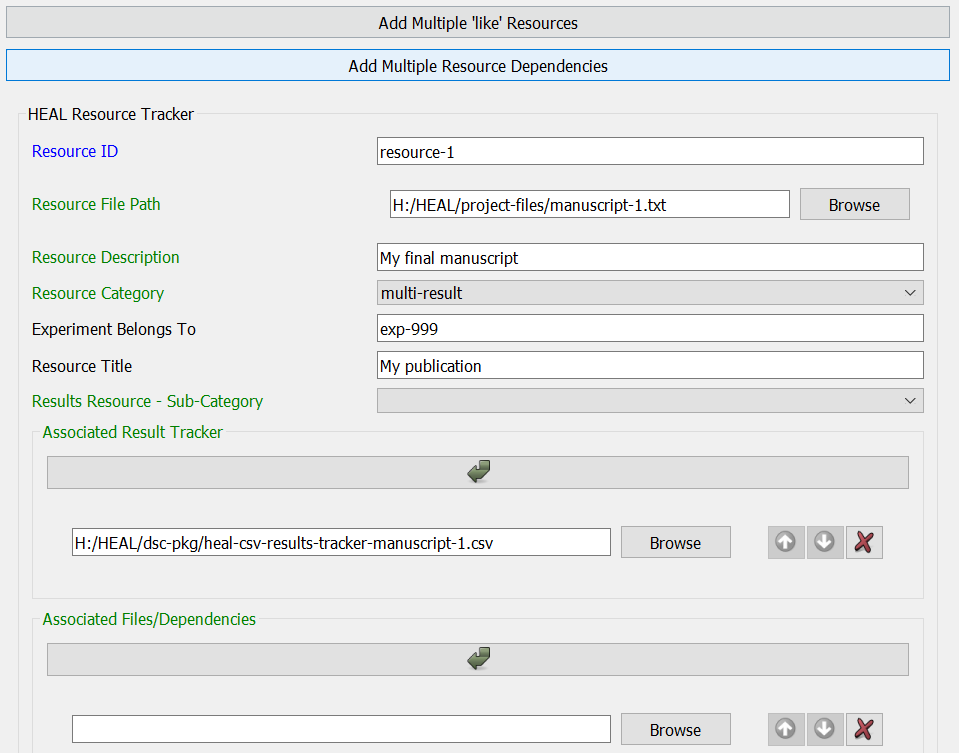 Add Multiple 'like' Resources
Add Multiple Resource Dependencies
HEAL Resource Tracker
Resource ID resource-1
Resource File Path H:/HEAL/project-files/manuscript-1.txt Browse
Resource Description My final manuscript
Resource Category multi-result
Experiment Belongs To exp-999
Resource Title My publication
Results Resource - Sub-Category
Associated Result Tracker
H:/HEAL/dsc-pkg/heal-csv-results-tracker-manuscript-1.csv Browse
Associated Files/Dependencies
Browse